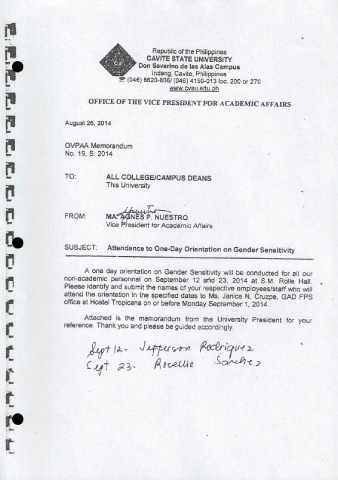 Republic of the Philippines
CAVITE STATE UNIVERSITY
Don Severino de las Alas Campus
Indang, Cavite, Philippines
☎ (046) 8620-806/ (046) 4150-013 loc. 200 or 270
www.cvsu.edu.ph
OFFICE OF THE VICE PRESIDENT FOR ACADEMIC AFFAIRS
August 26, 2014
OVPAA Memorandum
No. 19, S. 2014
TO: ALL COLLEGE/CAMPUS DEANS
This University
FROM: MA. AGNES P. NUESTRO
Vice President for Academic Affairs
SUBJECT: Attendance to One-Day Orientation on Gender Sensitivity
A one day orientation on Gender Sensitivity will be conducted for all our
non-academic personnel on September 12 and 23, 2014 at S.M. Rolle Hall.
Please identify and submit the names of your respective employees/staff who will
attend the orientation in the specified dates to Ms. Janice N. Cruzpe, GAD FPS
office at Hostel Tropicana on or before Monday September 1, 2014.
Attached is the memorandum from the University President for your
reference. Thank you and please be guided accordingly.
Sept 12- Jepperson Rodriguez
Sept 23- Rosellie Sanchez